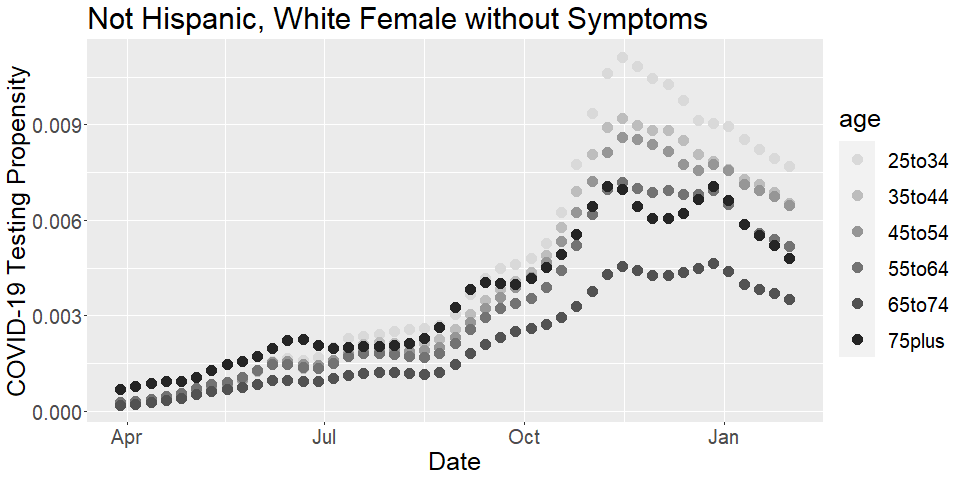 Not Hispanic, White Female without Symptoms
COVID-19 Testing Propensity
0.009
0.006
0.003
0.000
Apr
Jul
Oct
Jan
Date
age
25to34
35to44
45to54
55to64
65to74
75plus